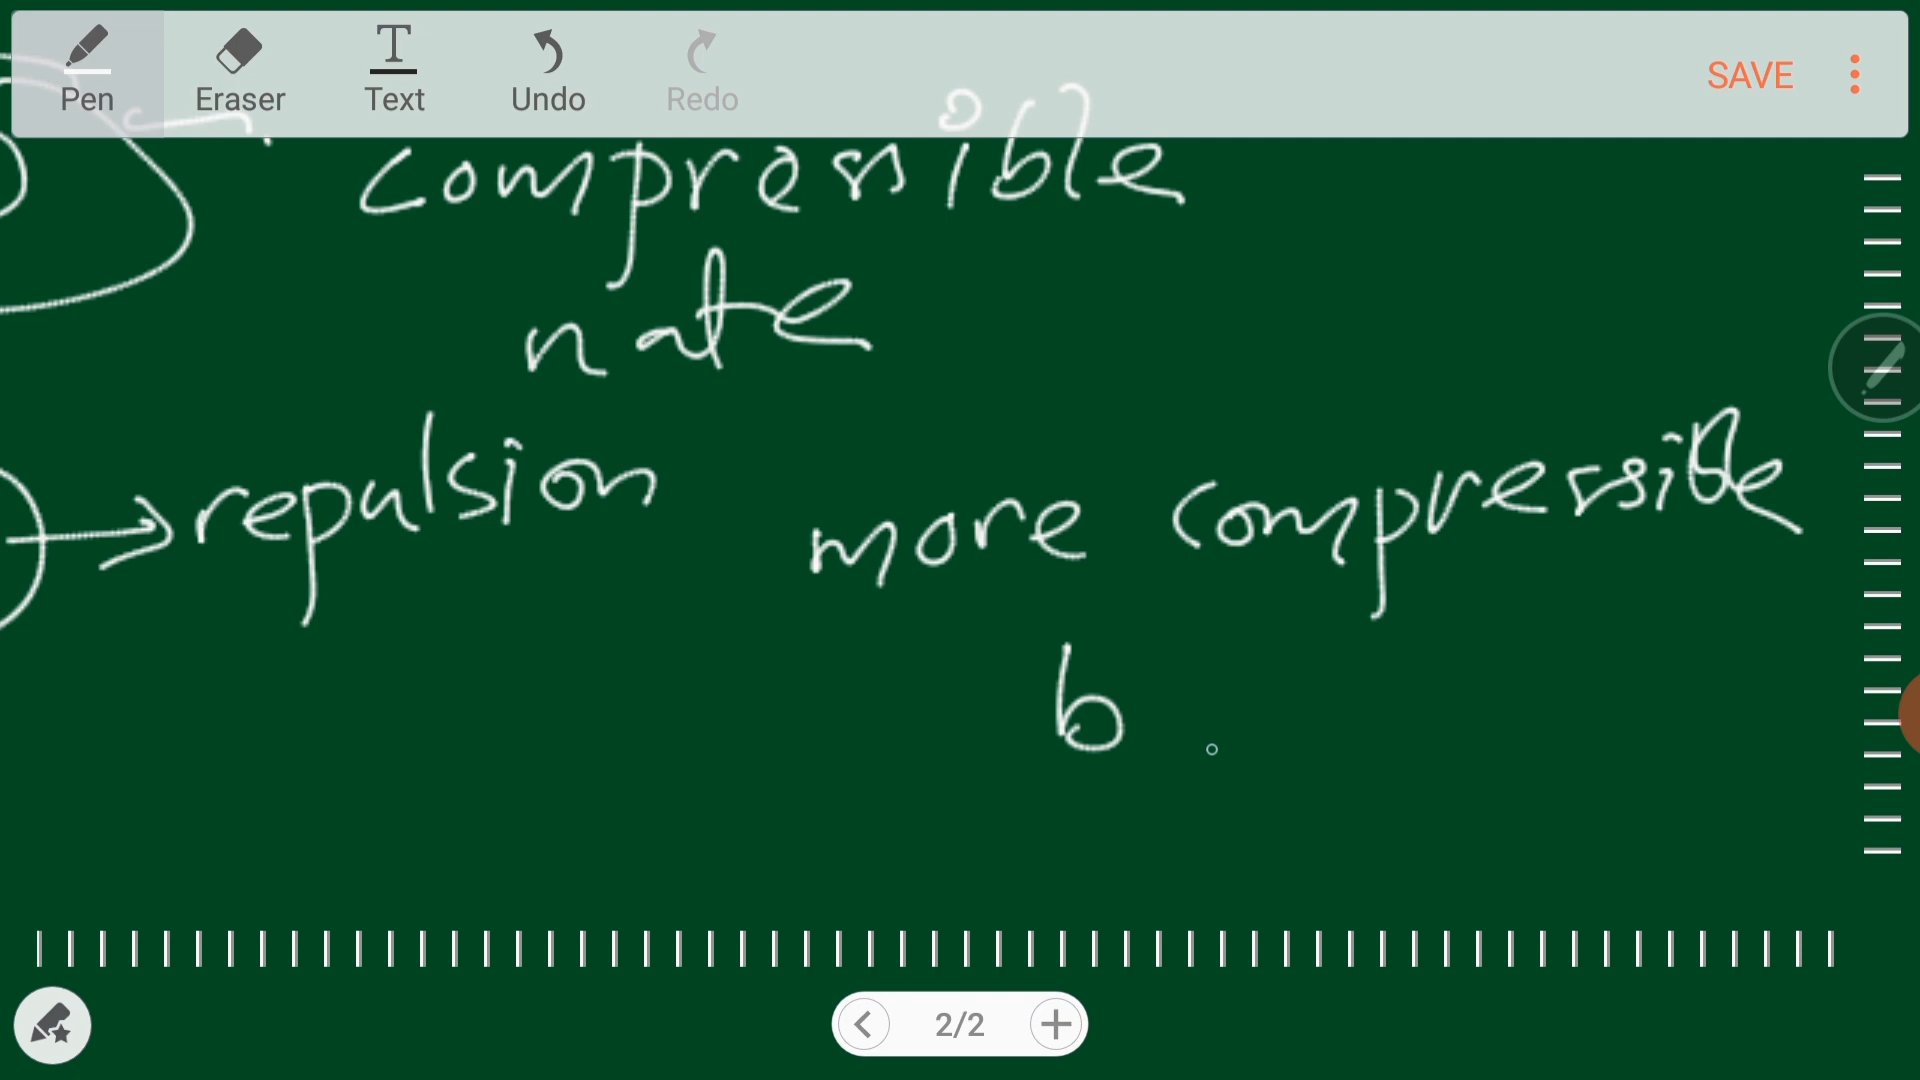 Pen Eraser Text Undo Redo SAVE
compressible
nate
→ repulsion more compressible
b
2/2